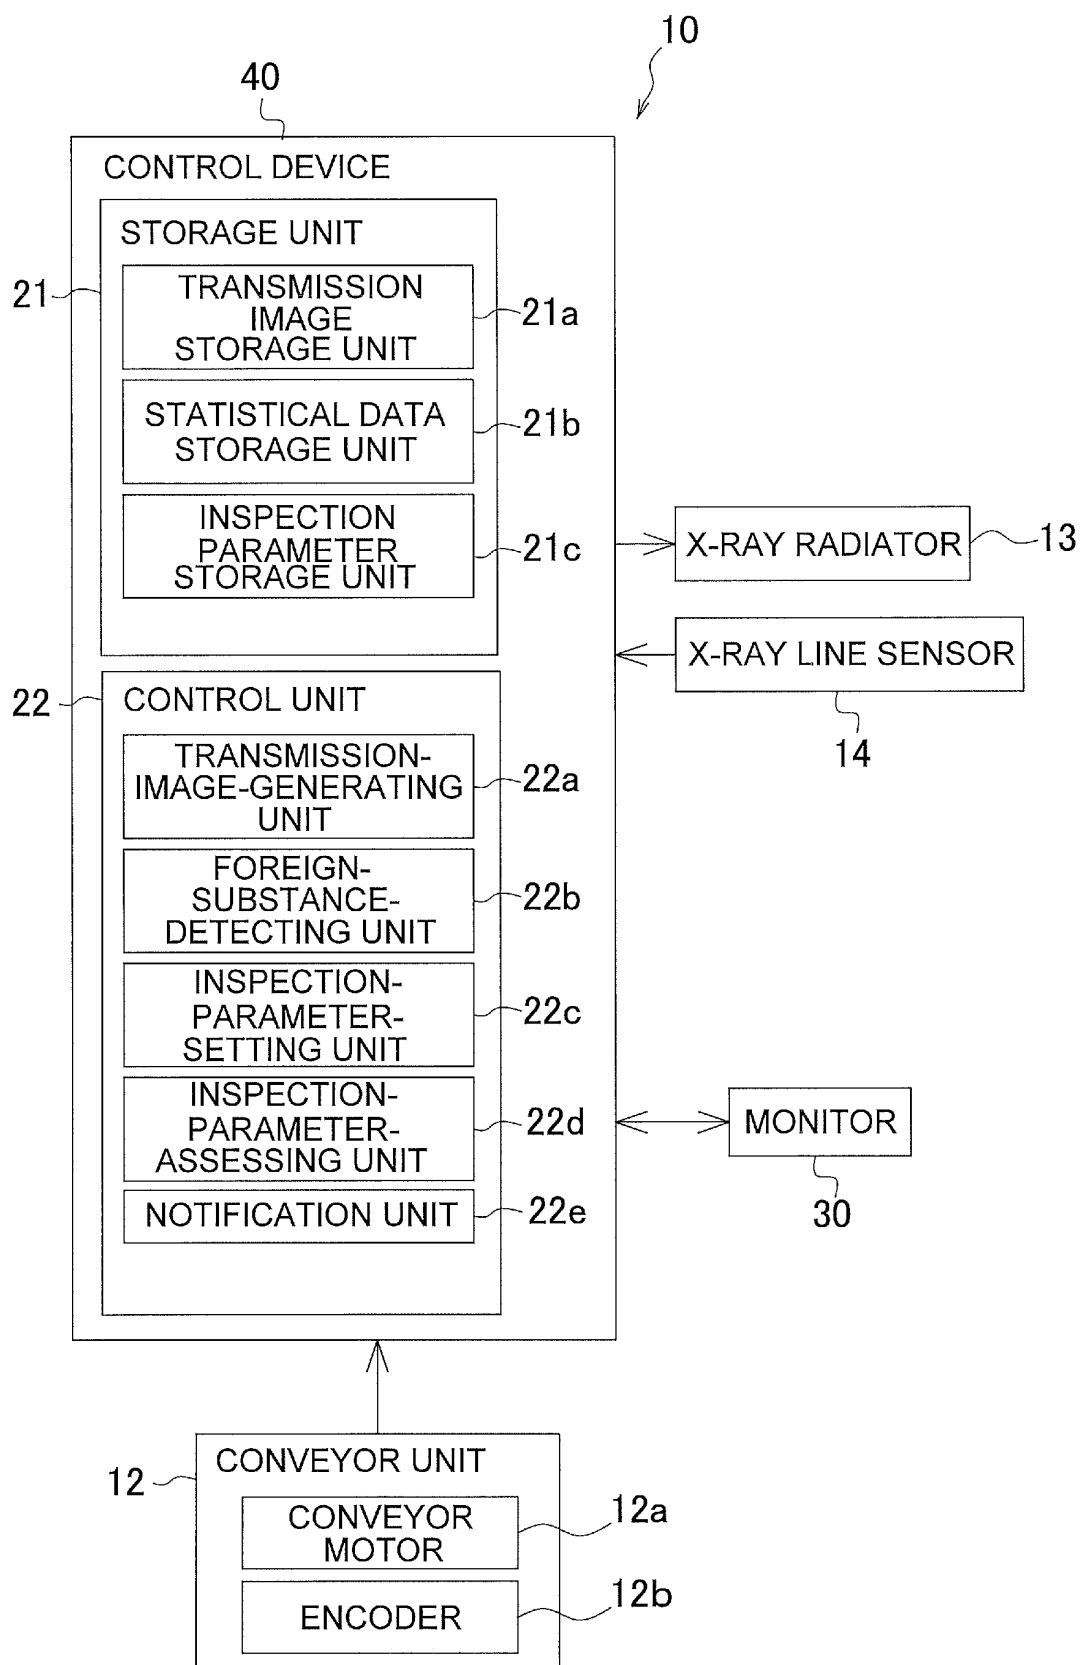 10
40
CONTROL DEVICE
STORAGE UNIT
21
TRANSMISSION
IMAGE
STORAGE UNIT
21a
STATISTICAL DATA
STORAGE UNIT
21b
INSPECTION
PARAMETER
STORAGE UNIT
21c
X-RAY RADIATOR
13
X-RAY LINE SENSOR
14
22
CONTROL UNIT
TRANSMISSION-
IMAGE-GENERATING
UNIT
22a
FOREIGN-
SUBSTANCE-
DETECTING UNIT
22b
INSPECTION-
PARAMETER-
SETTING UNIT
22c
INSPECTION-
PARAMETER-
ASSESSING UNIT
22d
MONITOR
30
NOTIFICATION UNIT
22e
12
CONVEYOR UNIT
CONVEYOR
MOTOR
12a
ENCODER
12b